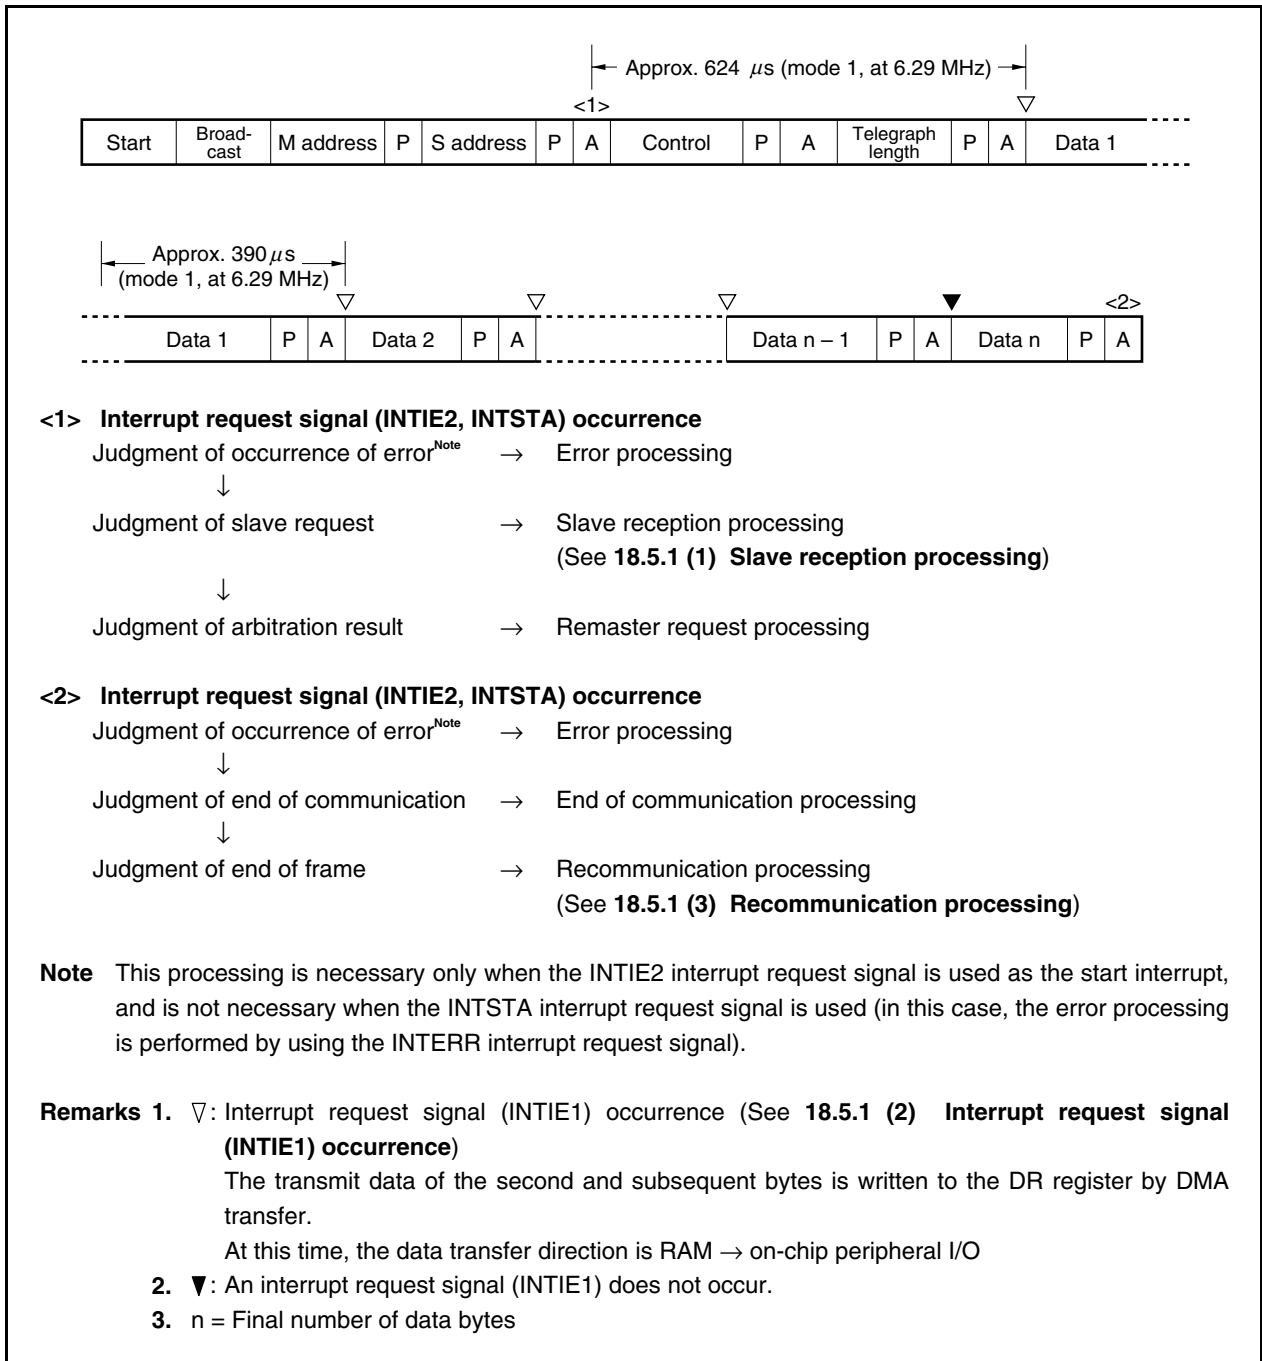 Approx. 624 μs (mode 1, at 6.29 MHz)
<1> ▽
Start Broad-cast M address P S address P A Control P A Telegraph length P A Data 1
Approx. 390 μs
(mode 1, at 6.29 MHz)
▽ ▽ ▽ ▼ <2>
Data 1 P A Data 2 P A Data n – 1 P A Data n P A
<1> Interrupt request signal (INTIE2, INTSTA) occurrence
Judgment of occurrence of errorNote → Error processing
↓
Judgment of slave request → Slave reception processing
(See 18.5.1 (1) Slave reception processing)
↓
Judgment of arbitration result → Remaster request processing
<2> Interrupt request signal (INTIE2, INTSTA) occurrence
Judgment of occurrence of errorNote → Error processing
↓
Judgment of end of communication → End of communication processing
↓
Judgment of end of frame → Recommunication processing
(See 18.5.1 (3) Recommunication processing)
Note This processing is necessary only when the INTIE2 interrupt request signal is used as the start interrupt,
and is not necessary when the INTSTA interrupt request signal is used (in this case, the error processing
is performed by using the INTERR interrupt request signal).
Remarks 1. ▽: Interrupt request signal (INTIE1) occurrence (See 18.5.1 (2) Interrupt request signal
(INTIE1) occurrence)
The transmit data of the second and subsequent bytes is written to the DR register by DMA
transfer.
At this time, the data transfer direction is RAM → on-chip peripheral I/O
2. ▼: An interrupt request signal (INTIE1) does not occur.
3. n = Final number of data bytes